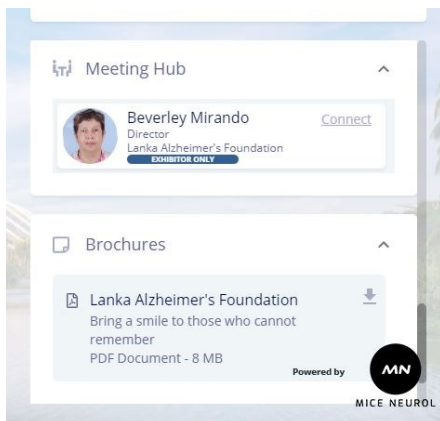 Meeting Hub
Beverley Mirando
Connect
Director
Lanka Alzheimer's Foundation
EXHIBITOR ONLY
Brochures
Lanka Alzheimer's Foundation
Bring a smile to those who cannot
remember
PDF Document - 8 MB
Powered by
MN
MICE NEUROL